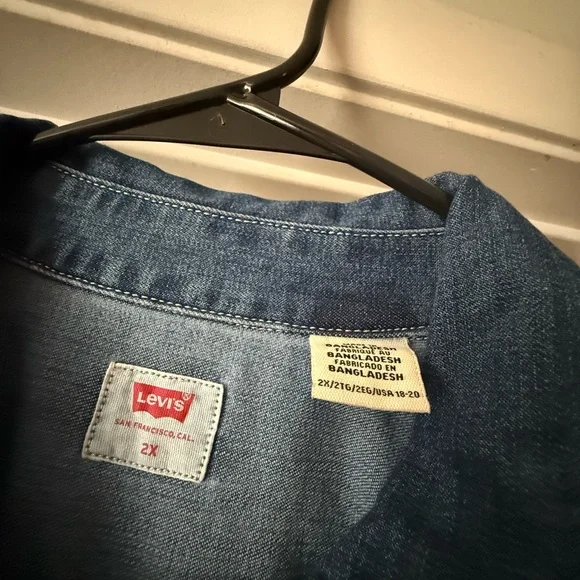 Levi's®
SAN FRANCISCO, CAL.
2X
BANGLADESH
FABRIQUÉ AU
BANGLADESH
FABRICADO EN
BANGLADESH
2X/2TG/2EG/USA 18-20